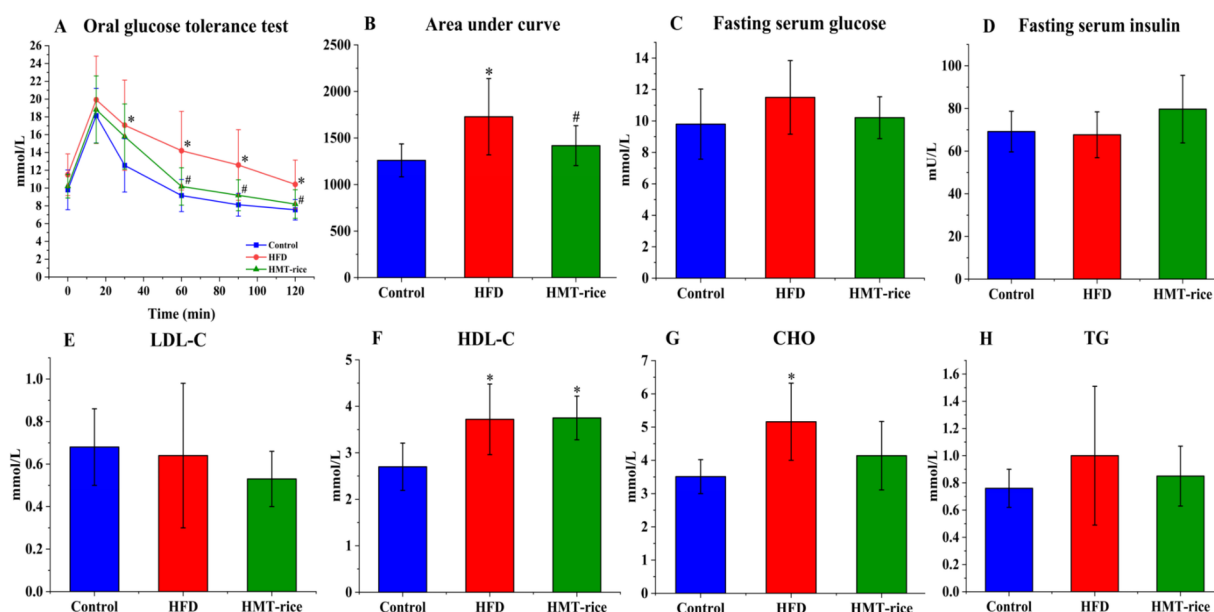 A Oral glucose tolerance test
mmol/L
26
24
22
20
18
16
14
12
10
8
6
4
2
0
*
*
*
*
#
#
#
Control
HFD
HMT-rice
0 20 40 60 80 100 120
Time (min)
B Area under curve
2500
2000
1500
1000
500
0
*
#
Control HFD HMT-rice
C Fasting serum glucose
mmol/L
14
12
10
8
6
4
2
0
Control HFD HMT-rice
D Fasting serum insulin
mU/L
100
80
60
40
20
0
Control HFD HMT-rice
E LDL-C
mmol/L
1.0
0.8
0.6
0.4
0.2
0.0
Control HFD HMT-rice
F HDL-C
mmol/L
5
4
3
2
1
0
*
*
Control HFD HMT-rice
G CHO
mmol/L
7
6
5
4
3
2
1
0
*
Control HFD HMT-rice
H TG
mmol/L
1.6
1.4
1.2
1.0
0.8
0.6
0.4
0.2
0.0
Control HFD HMT-rice